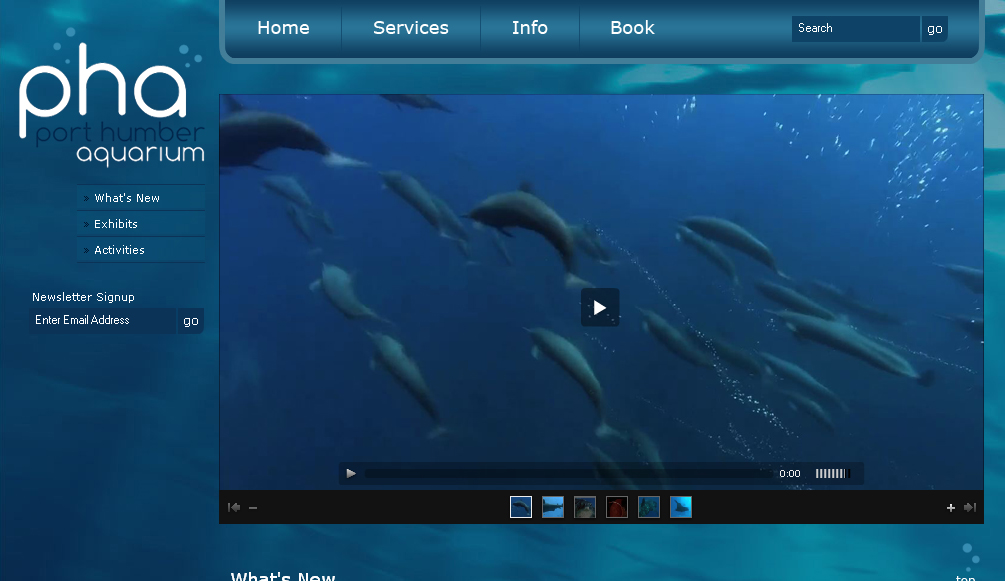 Home
Services
Info
Book
Search
go
pha
port humber
aquarium
» What's New
» Exhibits
» Activities
Newsletter Signup
Enter Email Address
go
0:00
What's New
top